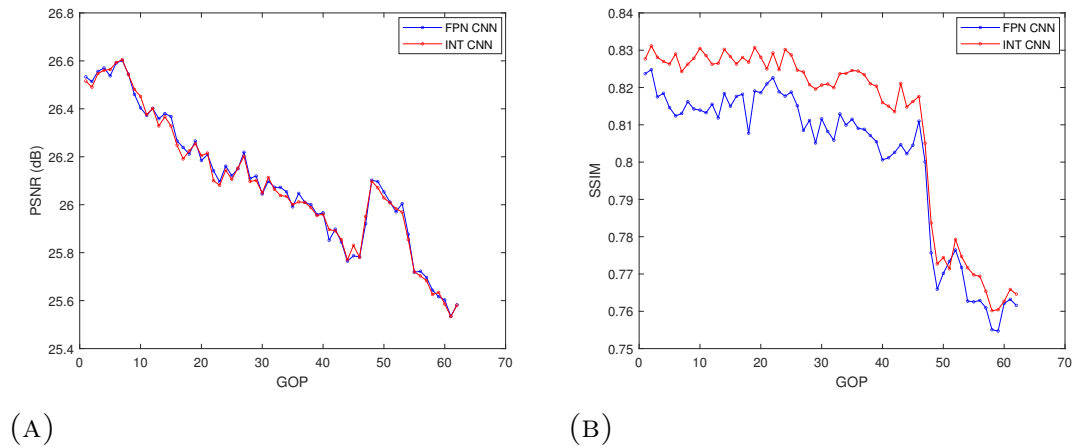 26.8
26.6
26.4
26.2
26
25.8
25.6
25.4
PSNR (dB)
0 10 20 30 40 50 60 70
GOP
FPN CNN
INT CNN
(A)
0.84
0.83
0.82
0.81
0.8
0.79
0.78
0.77
0.76
0.75
SSIM
0 10 20 30 40 50 60 70
GOP
FPN CNN
INT CNN
(B)